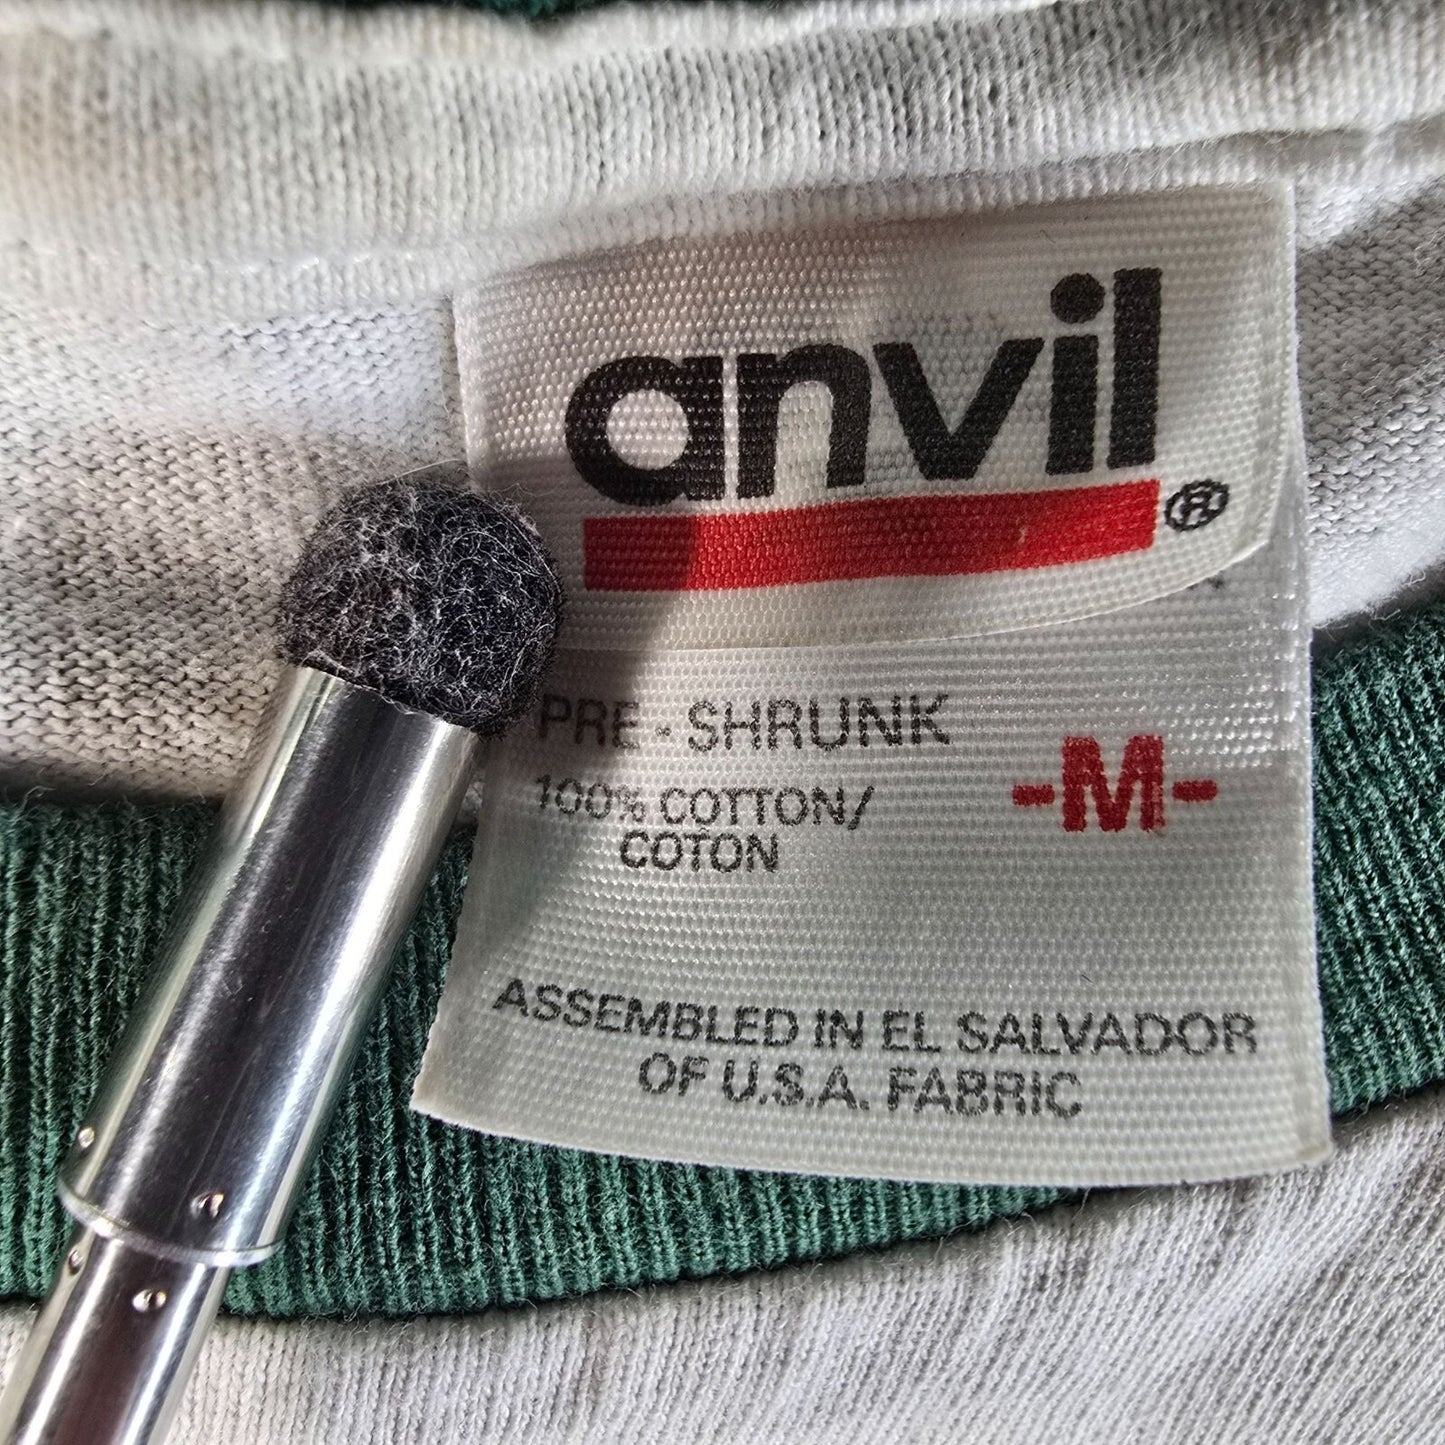 anvil®
PRE-SHRUNK
-M-
100% COTTON/
COTON
ASSEMBLED IN EL SALVADOR
OF U.S.A. FABRIC